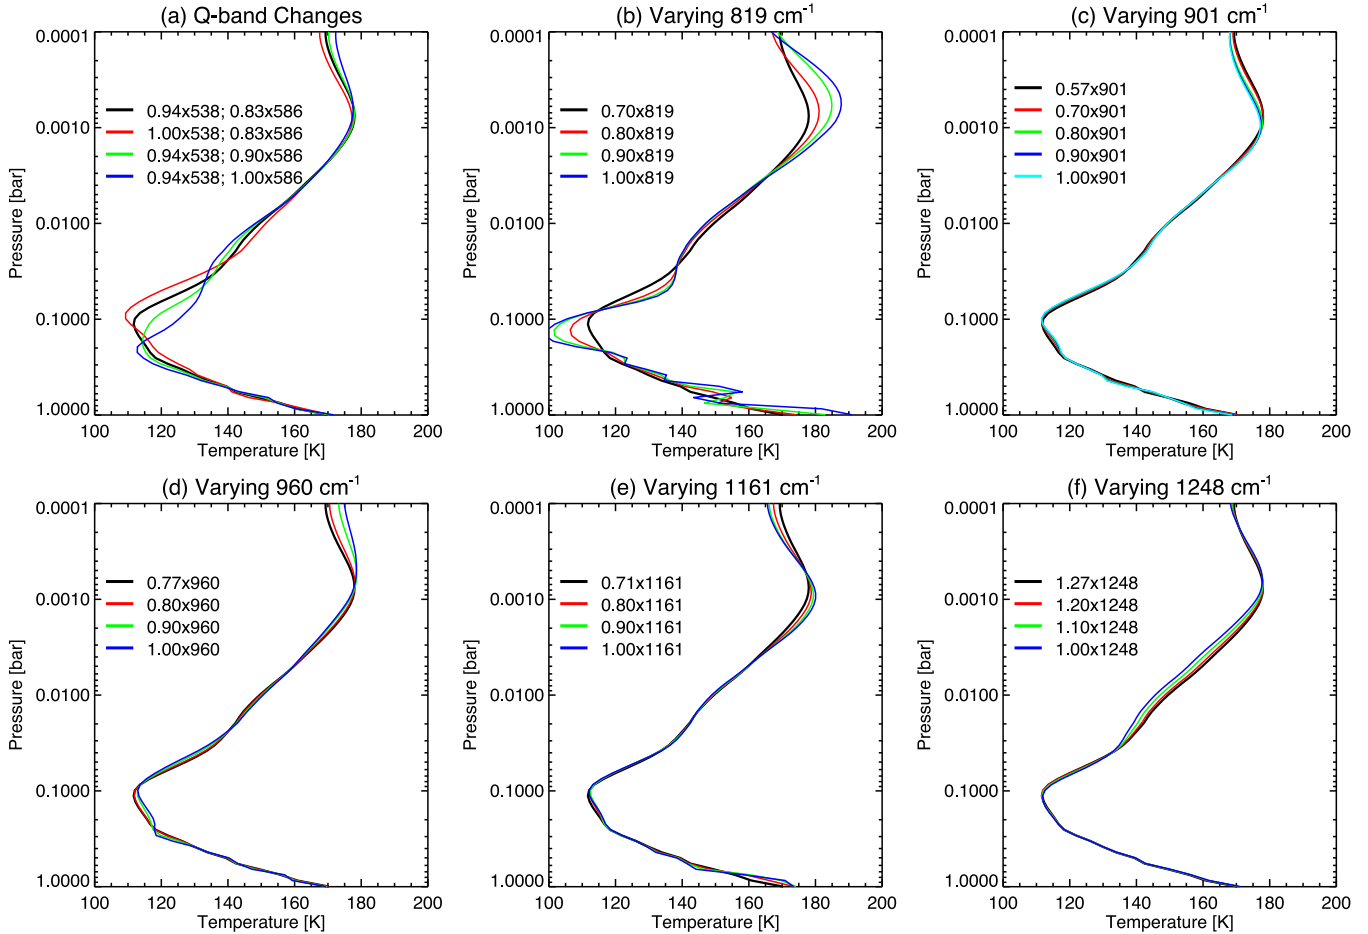 (a) Q-band Changes
0.0001
0.0010
0.0100
0.1000
1.0000
Pressure [bar]
0.94x538; 0.83x586
1.00x538; 0.83x586
0.94x538; 0.90x586
0.94x538; 1.00x586
100 120 140 160 180 200
Temperature [K]
(b) Varying 819 cm-1
0.0001
0.0010
0.0100
0.1000
1.0000
Pressure [bar]
0.70x819
0.80x819
0.90x819
1.00x819
100 120 140 160 180 200
Temperature [K]
(c) Varying 901 cm-1
0.0001
0.0010
0.0100
0.1000
1.0000
Pressure [bar]
0.57x901
0.70x901
0.80x901
0.90x901
1.00x901
100 120 140 160 180 200
Temperature [K]
(d) Varying 960 cm-1
0.0001
0.0010
0.0100
0.1000
1.0000
Pressure [bar]
0.77x960
0.80x960
0.90x960
1.00x960
100 120 140 160 180 200
Temperature [K]
(e) Varying 1161 cm-1
0.0001
0.0010
0.0100
0.1000
1.0000
Pressure [bar]
0.71x1161
0.80x1161
0.90x1161
1.00x1161
100 120 140 160 180 200
Temperature [K]
(f) Varying 1248 cm-1
0.0001
0.0010
0.0100
0.1000
1.0000
Pressure [bar]
1.27x1248
1.20x1248
1.10x1248
1.00x1248
100 120 140 160 180 200
Temperature [K]